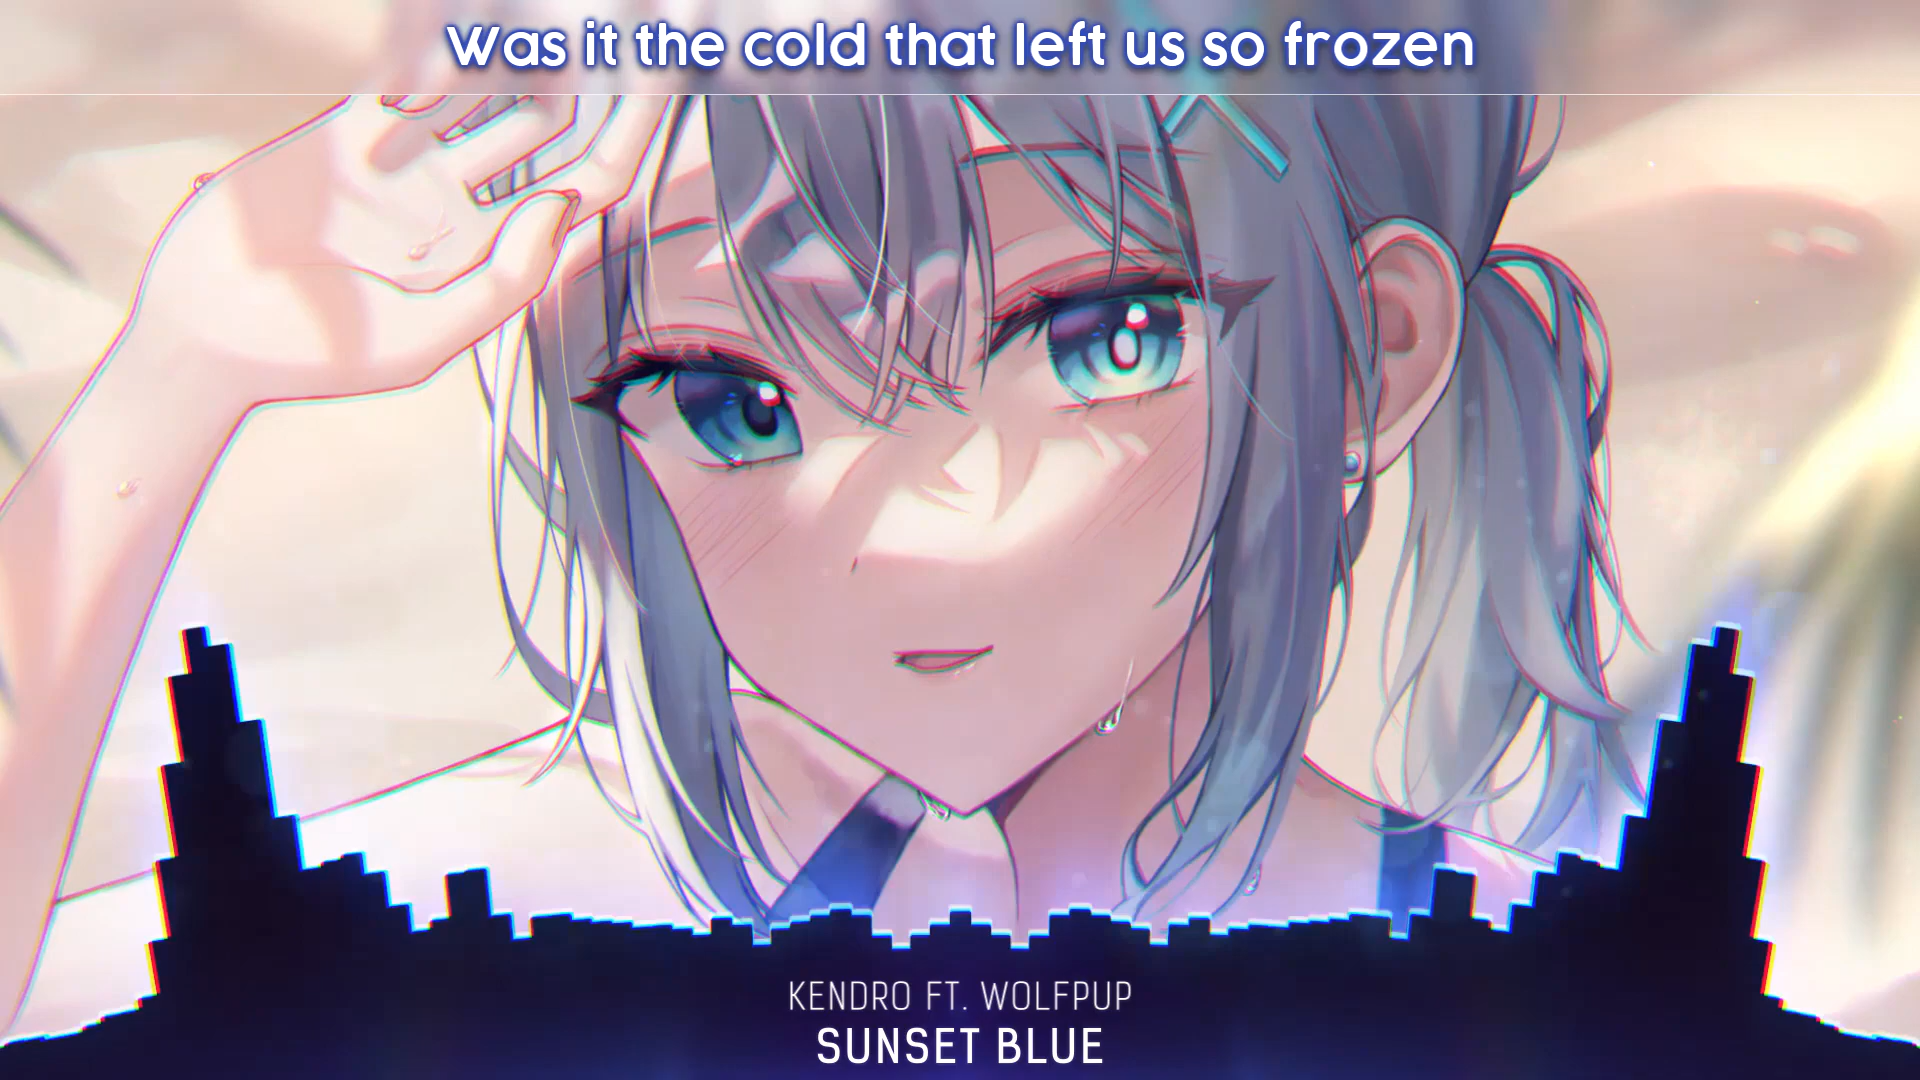 Was it the cold that left us so frozen
KENDRO FT. WOLFPUP
SUNSET BLUE